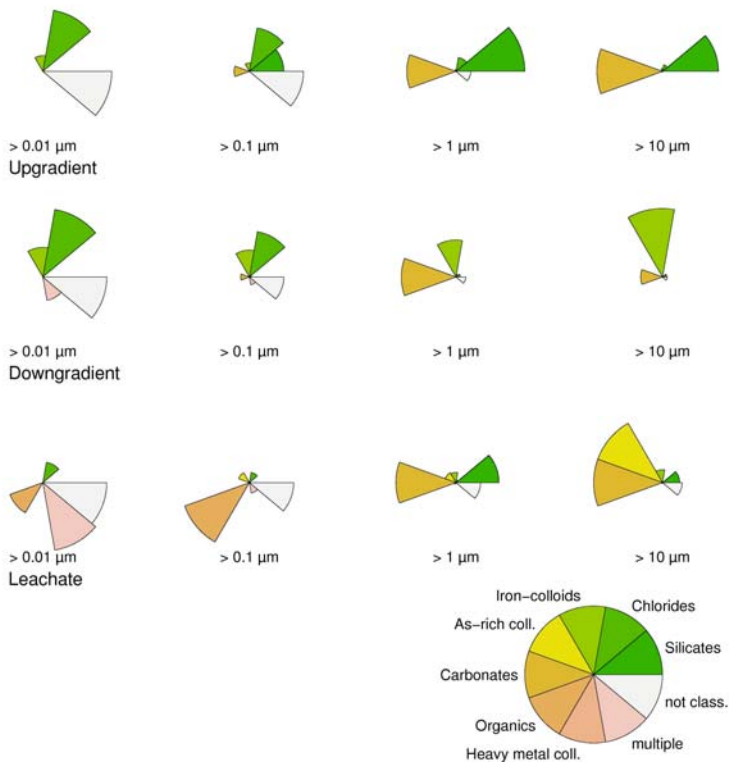 > 0.01 µm > 0.1 µm > 1 µm > 10 µm
Upgradient
> 0.01 µm > 0.1 µm > 1 µm > 10 µm
Downgradient
> 0.01 µm > 0.1 µm > 1 µm > 10 µm
Leachate
Iron−colloids
Chlorides
As−rich coll.
Silicates
Carbonates
not class.
Organics
multiple
Heavy metal coll.